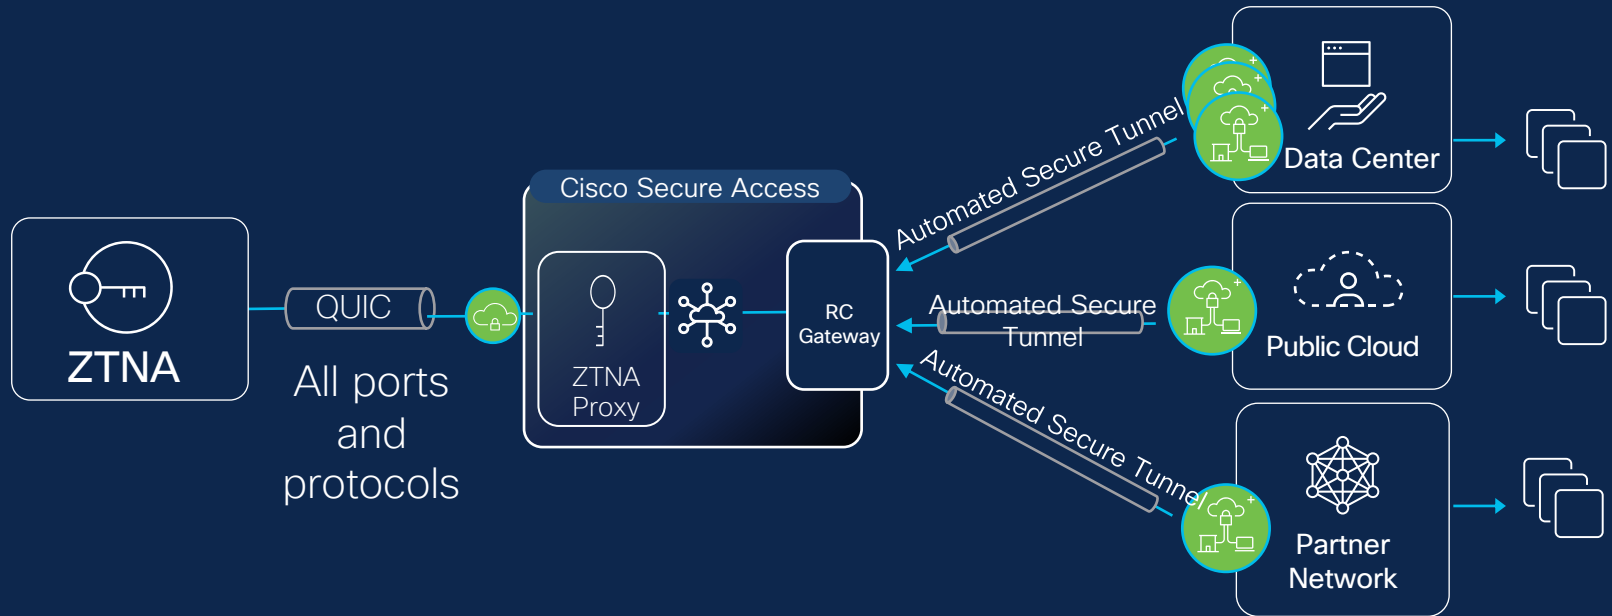 ZTNA
QUIC
All ports
and
protocols
Cisco Secure Access
ZTNA
Proxy
RC
Gateway
Automated Secure Tunnel
Automated Secure
Tunnel
Automated Secure Tunnel
Data Center
Public Cloud
Partner
Network